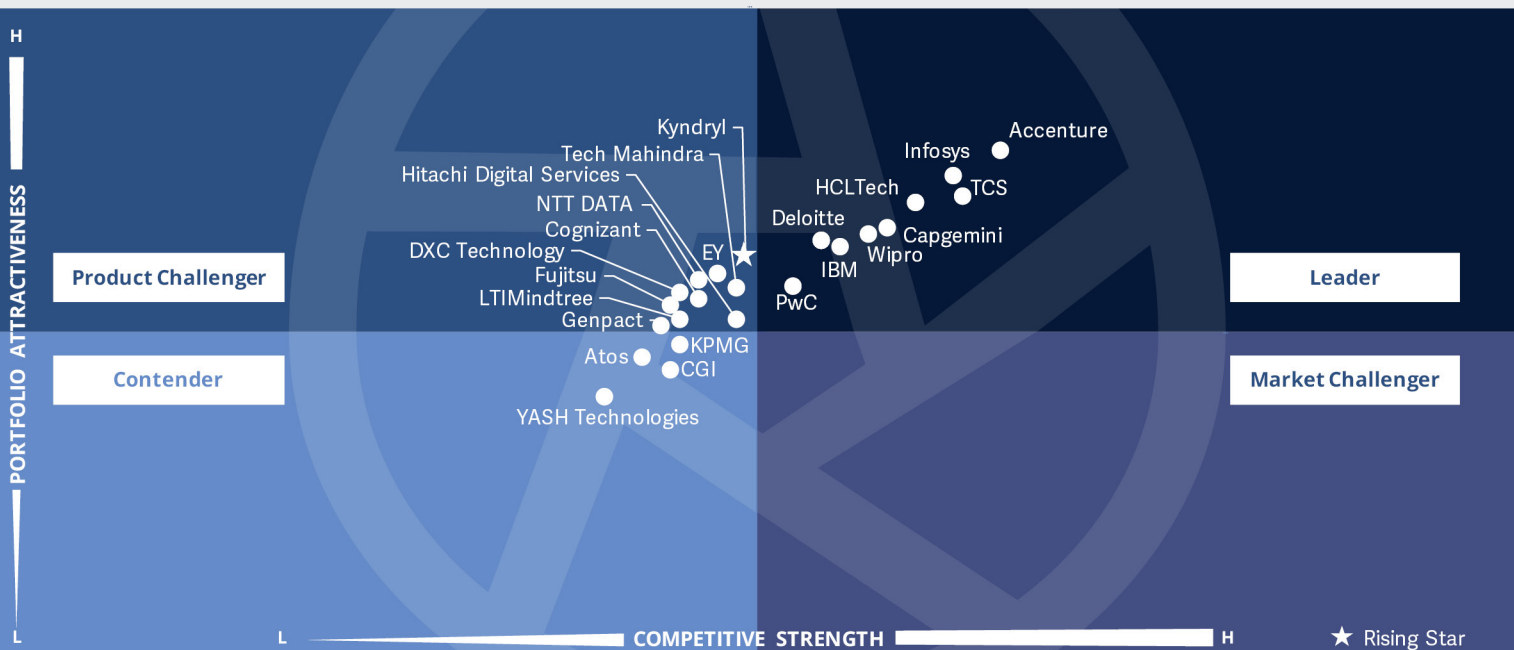 H
Kyndryl
Accenture
Tech Mahindra
Infosys
Hitachi Digital Services
HCLTech
TCS
NTT DATA
Deloitte
Cognizant
Capgemini
DXC Technology
EY
Wipro
Fujitsu
IBM
Product Challenger
Leader
LTIMindtree
PwC
Genpact
KPMG
Atos
CGI
Contender
Market Challenger
YASH Technologies
PORTFOLIO ATTRACTIVENESS
L
L
COMPETITIVE STRENGTH
H
Rising Star